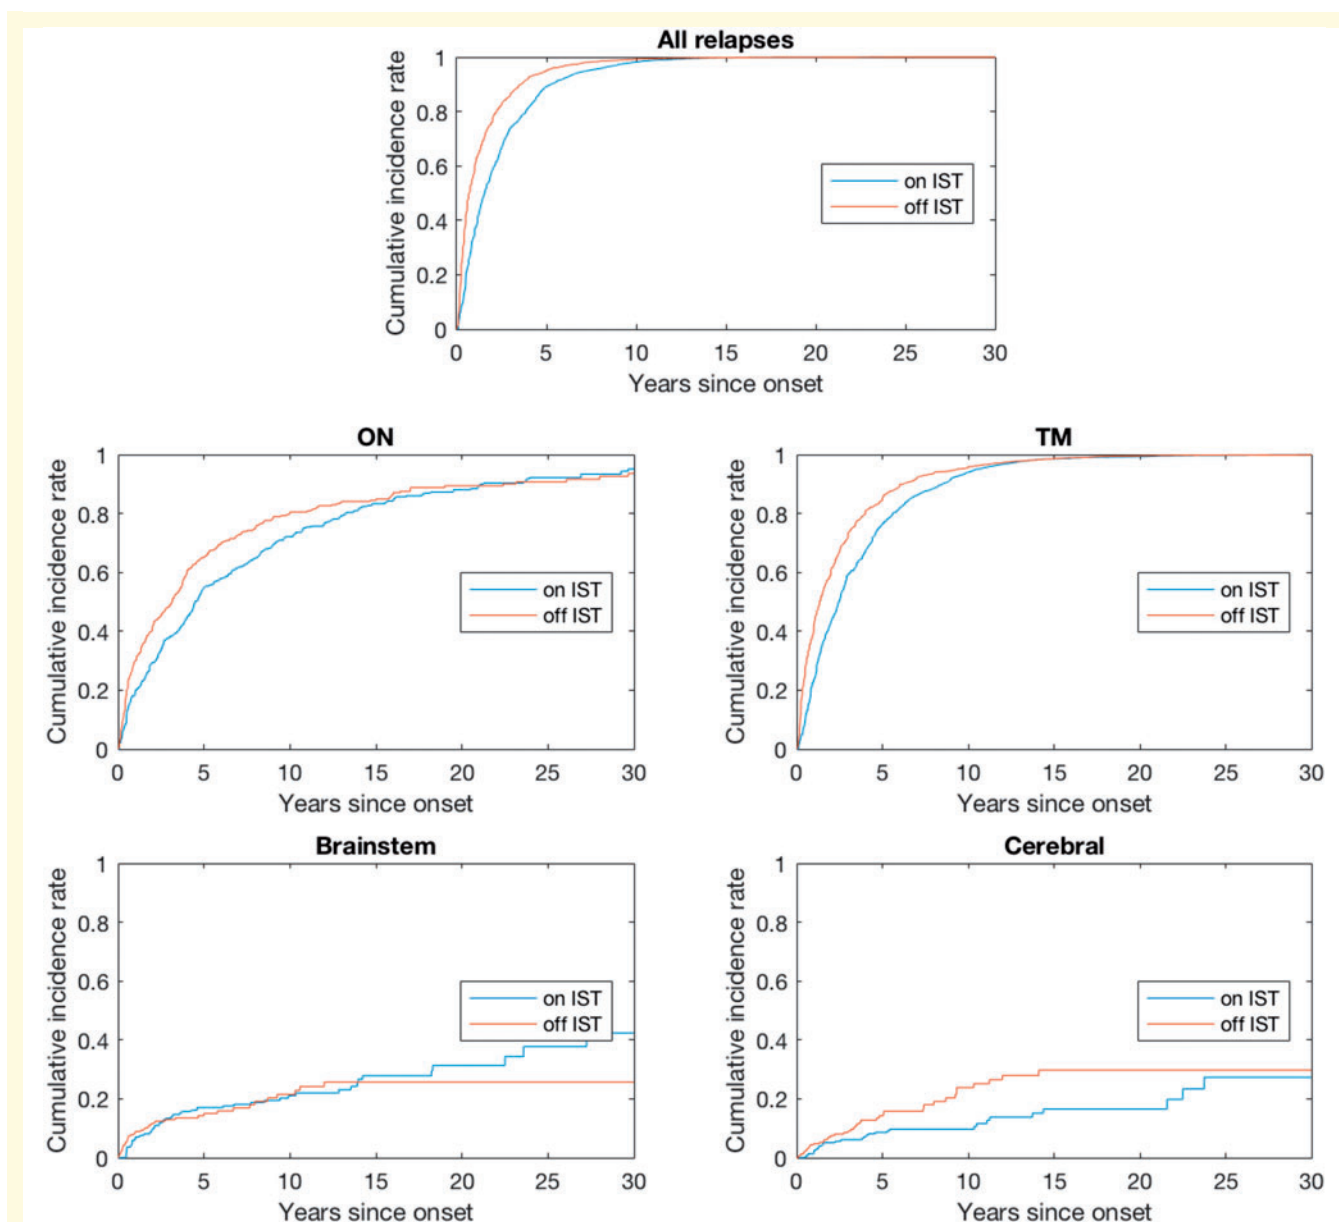 All relapses
Cumulative incidence rate
1
0.8
0.6
0.4
0.2
0
on IST
off IST
0 5 10 15 20 25 30
Years since onset
ON
Cumulative incidence rate
1
0.8
0.6
0.4
0.2
0
on IST
off IST
0 5 10 15 20 25 30
Years since onset
TM
Cumulative incidence rate
1
0.8
0.6
0.4
0.2
0
on IST
off IST
0 5 10 15 20 25 30
Years since onset
Brainstem
Cumulative incidence rate
1
0.8
0.6
0.4
0.2
0
on IST
off IST
0 5 10 15 20 25 30
Years since onset
Cerebral
Cumulative incidence rate
1
0.8
0.6
0.4
0.2
0
on IST
off IST
0 5 10 15 20 25 30
Years since onset